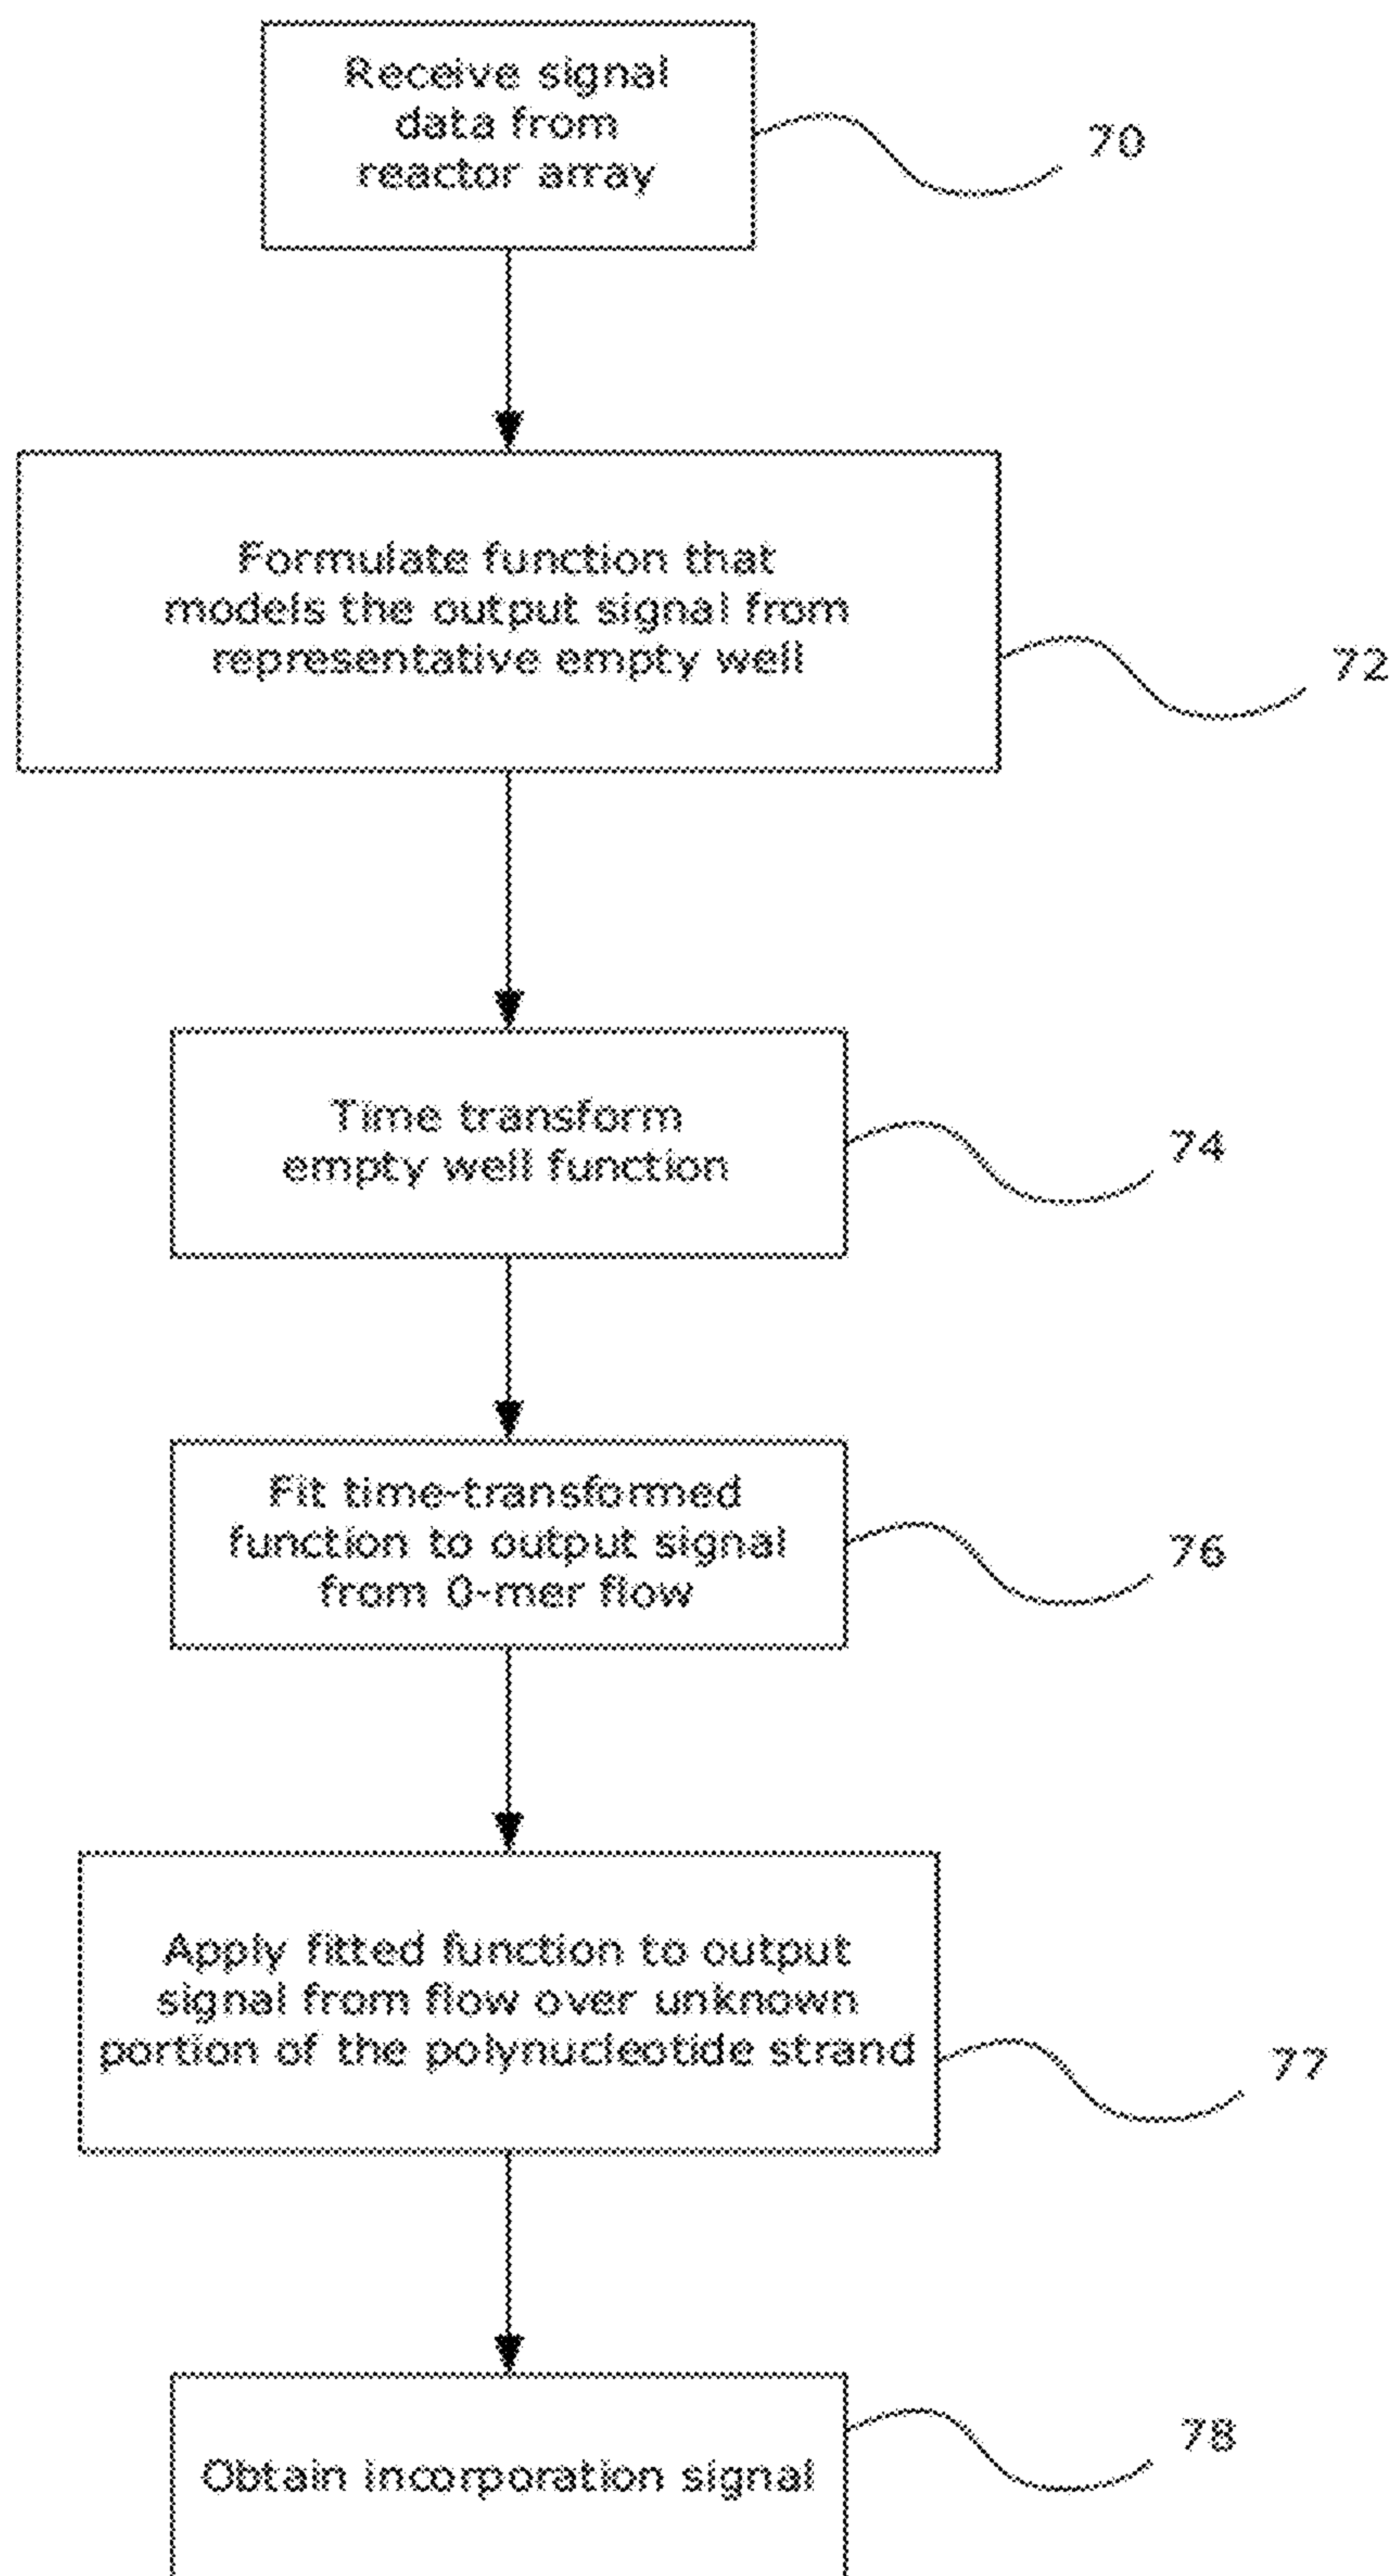 Receive signal
data from
reactor array
70
Formulate function that
models the output signal from
representative empty well
72
Time transform
empty well function
74
Fit time-transformed
function to output signal
from 0-mer flow
76
Apply fitted function to output
signal from flow over unknown
portion of the polynucleotide strand
77
Obtain incorporation signal
78